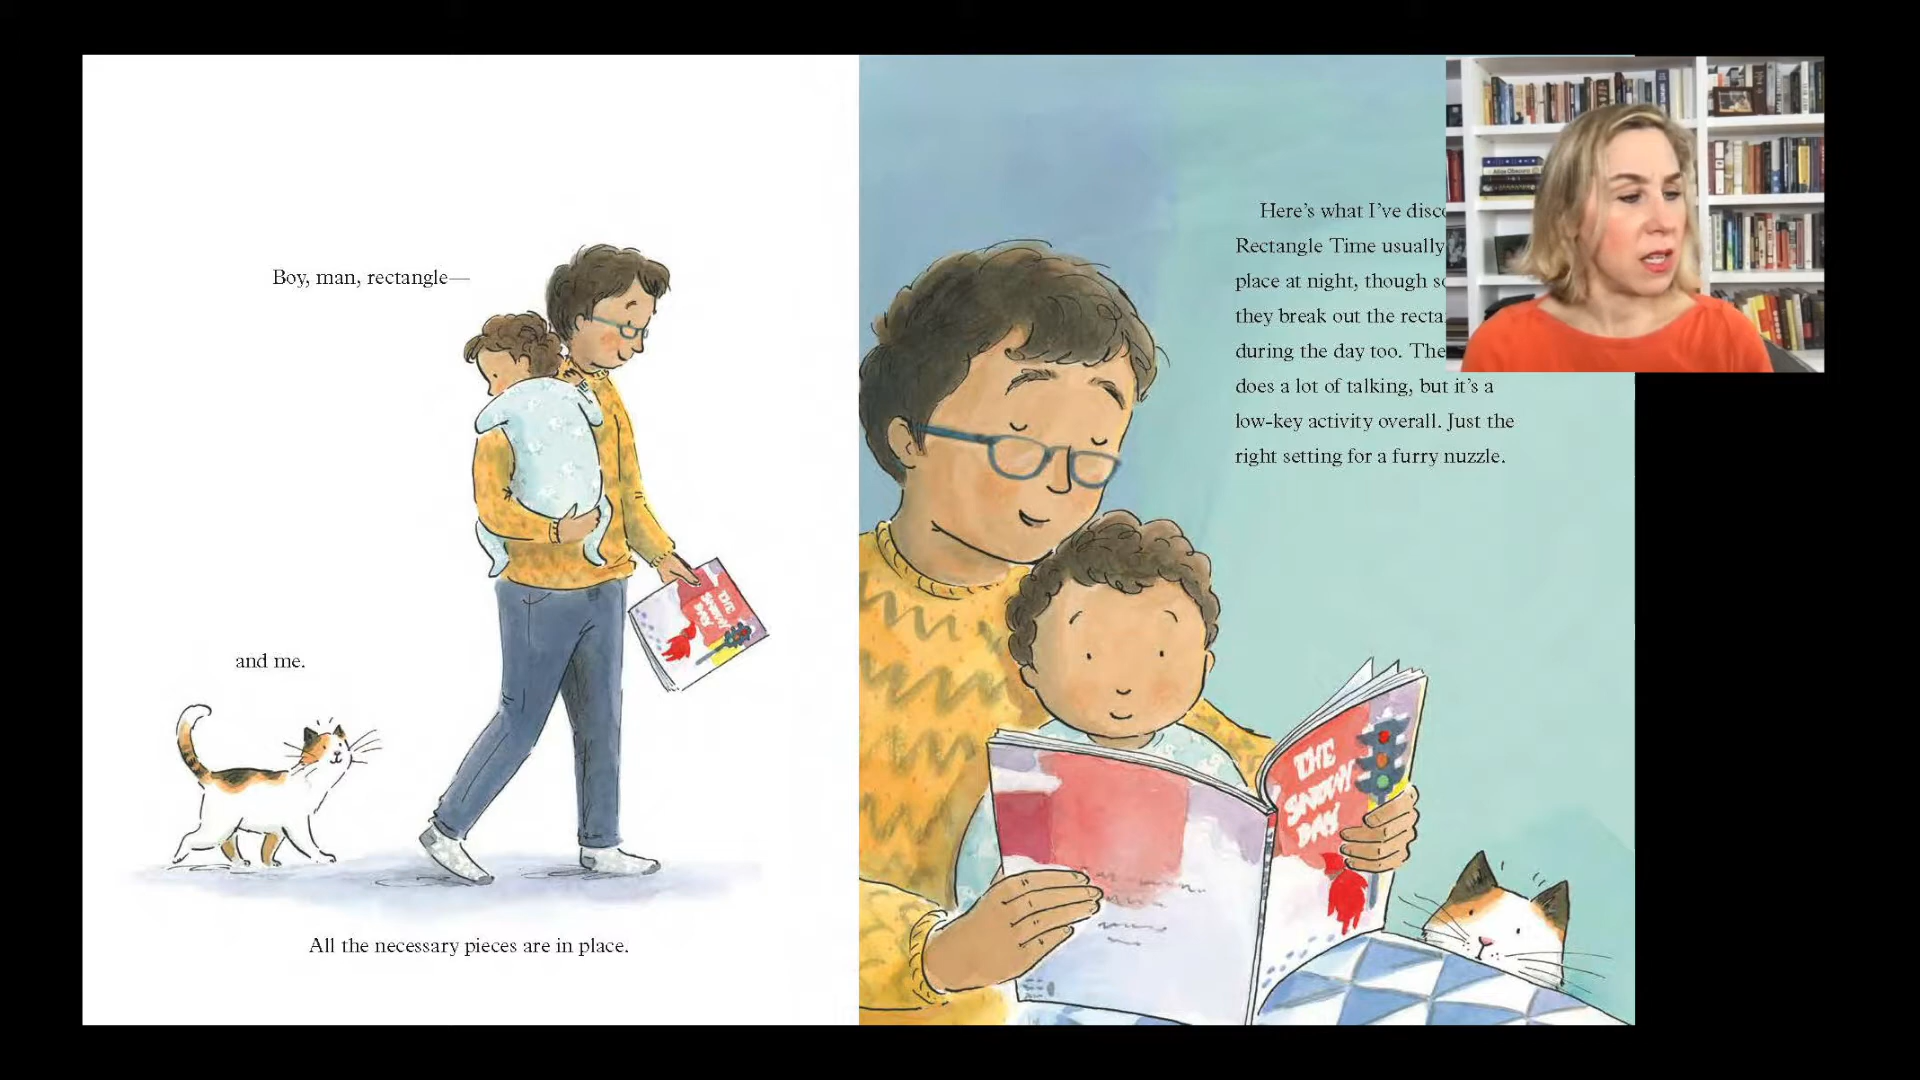 Boy, man, rectangle—
and me.
All the necessary pieces are in place.
Here's what I've
Rectangle Time usually
place at night, though
they break out the
during the day too.
does a lot of talking, but it's a
low-key activity overall. Just the
right setting for a furry nuzzle.
THE
SNOWY
DAY
THE
SNOWY
DAY